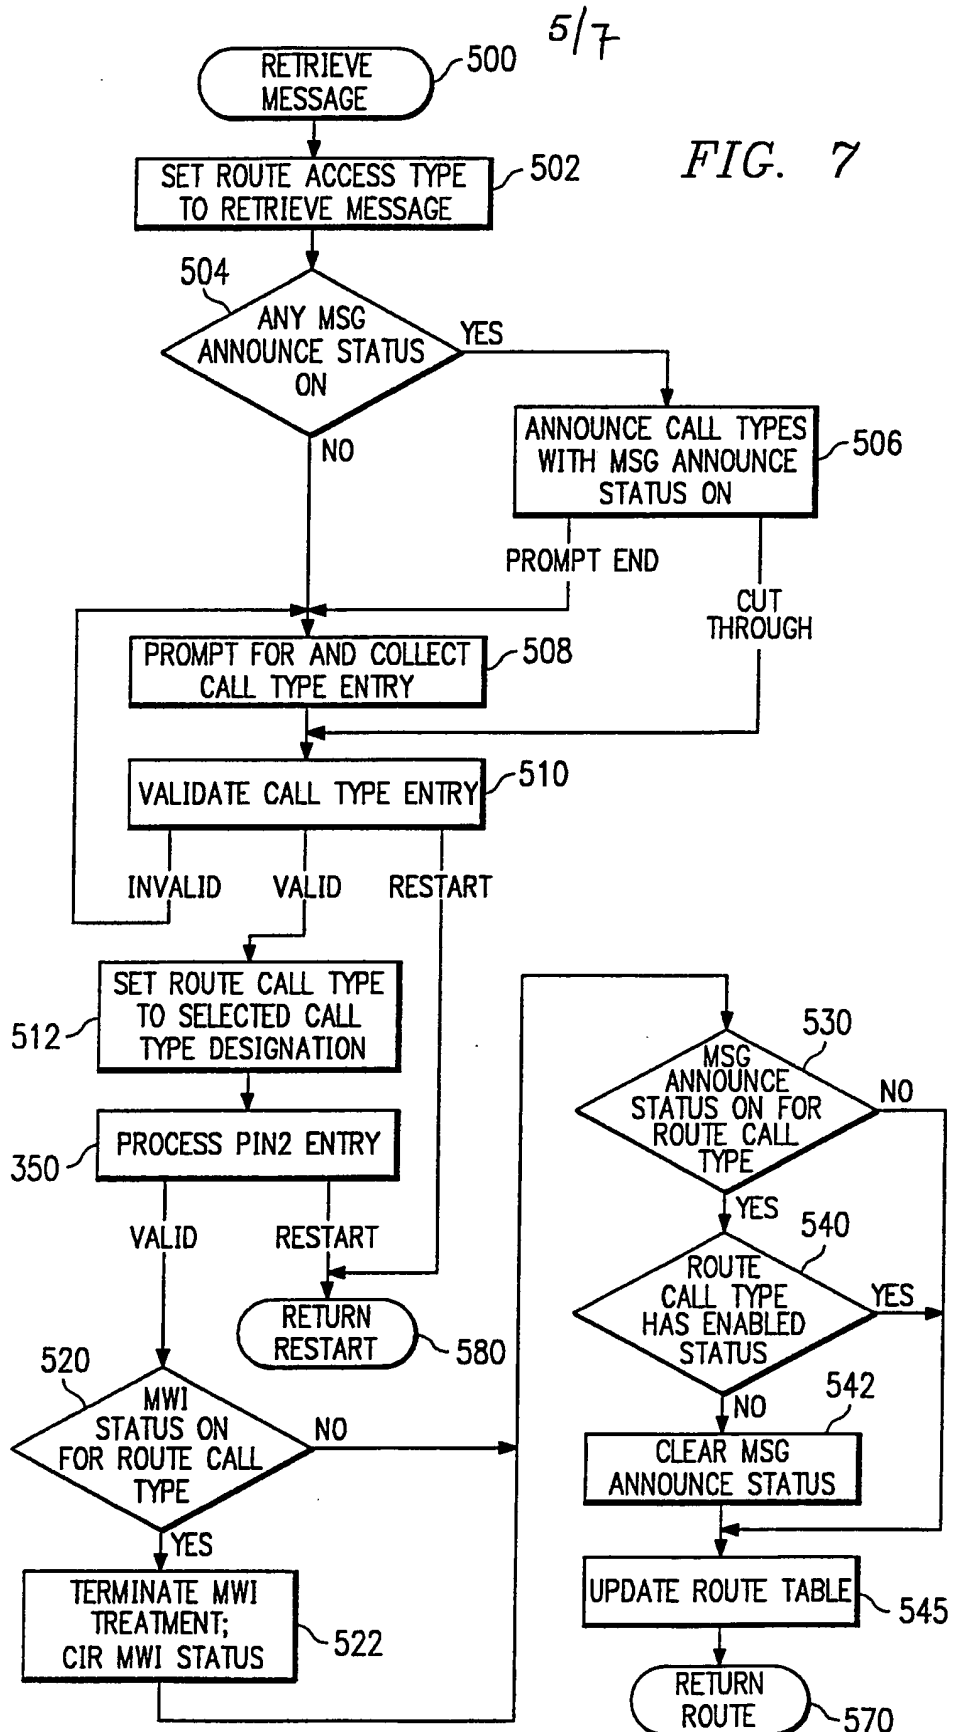 5/7
RETRIEVE
MESSAGE
500
FIG. 7
SET ROUTE ACCESS TYPE
TO RETRIEVE MESSAGE
502
504
ANY MSG
ANNOUNCE STATUS
ON
YES
NO
ANNOUNCE CALL TYPES
WITH MSG ANNOUNCE
STATUS ON
506
PROMPT END
CUT
THROUGH
PROMPT FOR AND COLLECT
CALL TYPE ENTRY
508
VALIDATE CALL TYPE ENTRY
510
INVALID
VALID
RESTART
SET ROUTE CALL TYPE
TO SELECTED CALL
TYPE DESIGNATION
512
PROCESS PIN2 ENTRY
350
VALID
RESTART
RETURN
RESTART
580
520
MWI
STATUS ON
FOR ROUTE CALL
TYPE
NO
YES
TERMINATE MWI
TREATMENT;
CIR MWI STATUS
522
530
MSG
ANNOUNCE
STATUS ON FOR
ROUTE CALL
TYPE
NO
YES
540
ROUTE
CALL TYPE
HAS ENABLED
STATUS
YES
NO
542
CLEAR MSG
ANNOUNCE STATUS
UPDATE ROUTE TABLE
545
RETURN
ROUTE
570